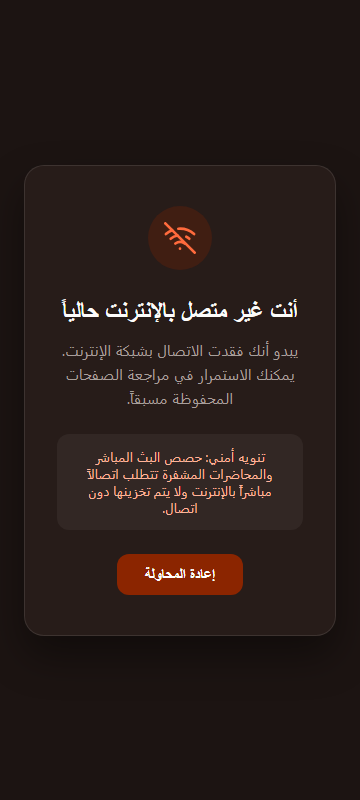 أنت غير متصل بالإنترنت حالياً
يبدو أنك فقدت الاتصال بشبكة الإنترنت.
يمكنك الاستمرار في مراجعة الصفحات
المحفوظة مسبقاً.
تنويه أمني: حصص البث المباشر
والمحاضرات المشفرة تتطلب اتصالاً
مباشراً بالإنترنت ولا يتم تخزينها دون
اتصال.
إعادة المحاولة